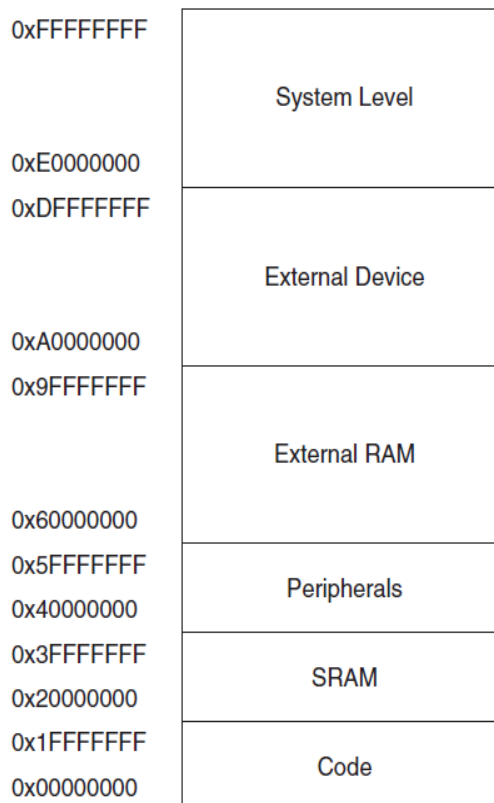 0xFFFFFFFF
System Level
0xE0000000
0xDFFFFFFF
External Device
0xA0000000
0x9FFFFFFF
External RAM
0x60000000
0x5FFFFFFF
Peripherals
0x40000000
0x3FFFFFFF
SRAM
0x20000000
0x1FFFFFFF
Code
0x00000000